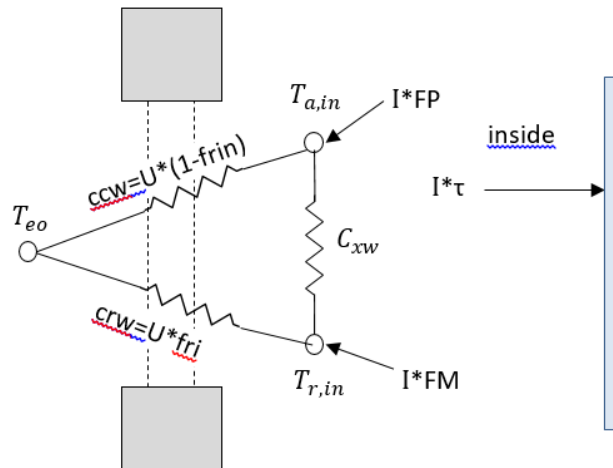 T_{a,in}
I*FP
inside
ccw=U*(1-frin)
I*τ
T_{eo}
C_{xw}
crw=U*fri
T_{r,in}
I*FM